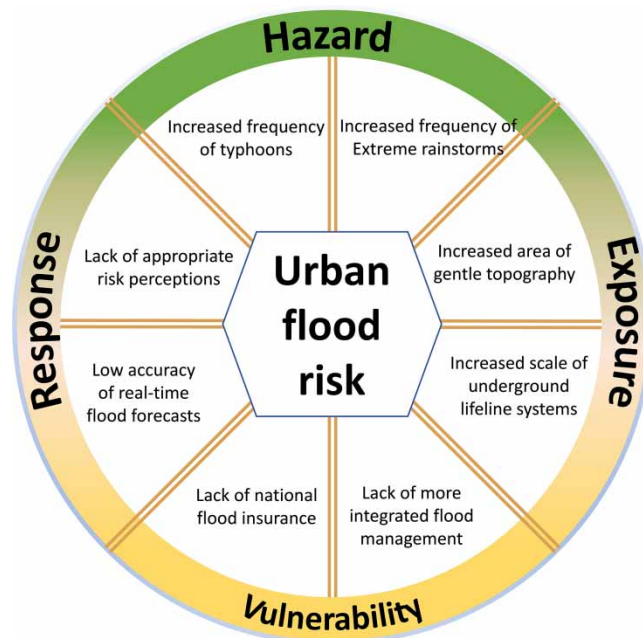 Hazard
Increased frequency
of typhoons
Increased frequency of
Extreme rainstorms
Response
Lack of appropriate
risk perceptions
Urban
flood
risk
Increased area of
gentle topography
Exposure
Low accuracy
of real-time
flood forecasts
Increased scale of
underground
lifeline systems
Lack of national
flood insurance
Lack of more
integrated flood
management
Vulnerability